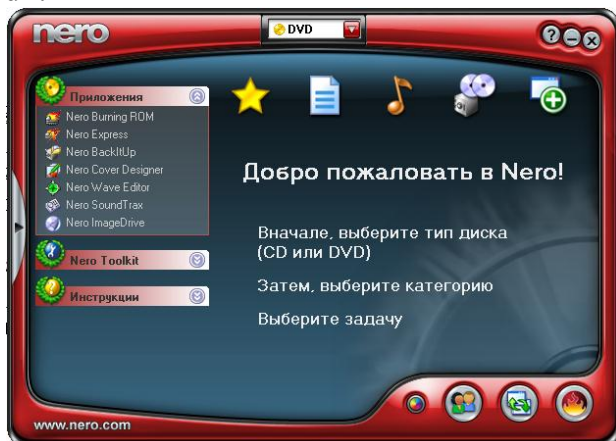 nero
DVD
Приложения
Nero Burning ROM
Nero Express
Nero BackItUp
Nero Cover Designer
Nero Wave Editor
Nero SoundTrax
Nero ImageDrive
Nero Toolkit
Инструкции
Добро пожаловать в Nero!
Вначале, выберите тип диска
(CD или DVD)
Затем, выберите категорию
Выберите задачу
www.nero.com